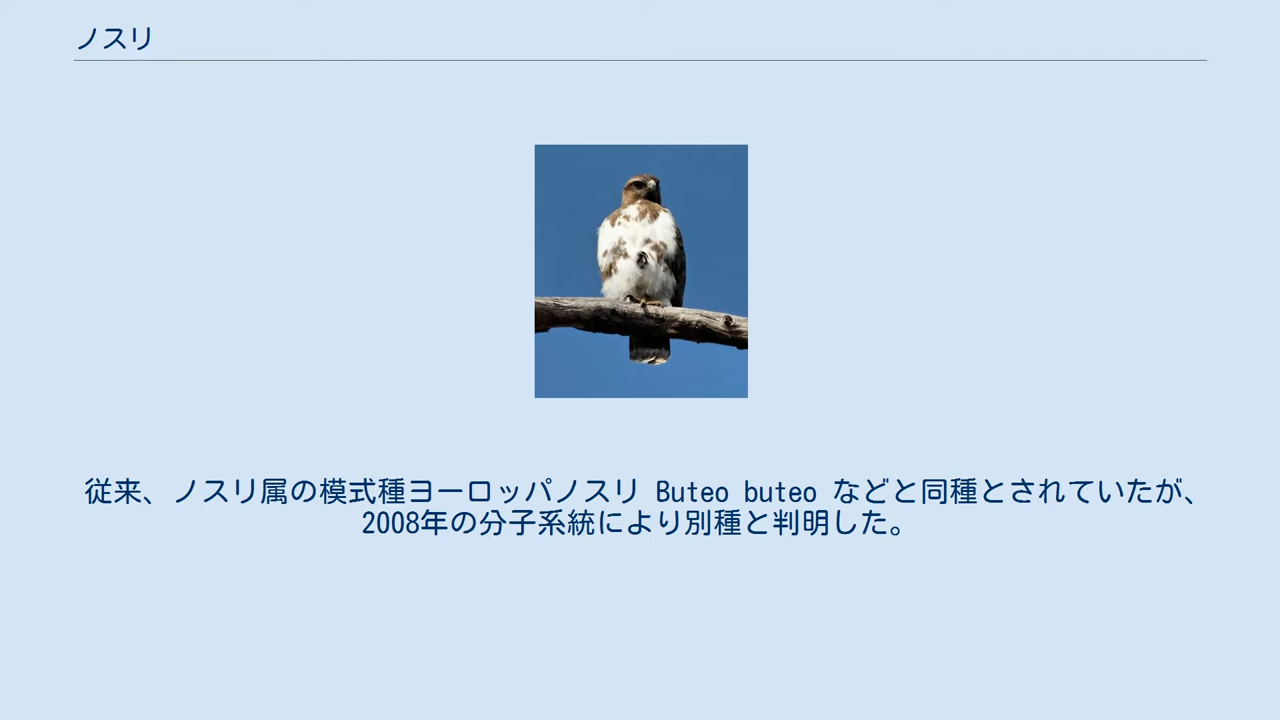 ノスリ
従来、ノスリ属の模式種ヨーロッパノスリ Buteo buteo などと同種とされていたが、
2008年の分子系統により別種と判明した。